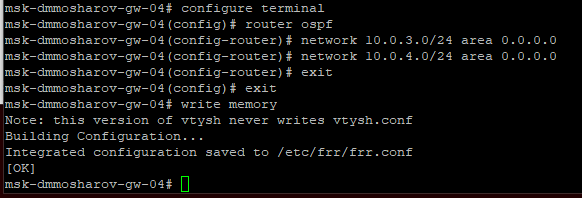 msk-dmmosharov-gw-04# configure terminal
msk-dmmosharov-gw-04(config)# router ospf
msk-dmmosharov-gw-04(config-router)# network 10.0.3.0/24 area 0.0.0.0
msk-dmmosharov-gw-04(config-router)# network 10.0.4.0/24 area 0.0.0.0
msk-dmmosharov-gw-04(config-router)# exit
msk-dmmosharov-gw-04(config)# exit
msk-dmmosharov-gw-04# write memory
Note: this version of vtysh never writes vtysh.conf
Building Configuration...
Integrated configuration saved to /etc/frr/frr.conf
[OK]
msk-dmmosharov-gw-04#